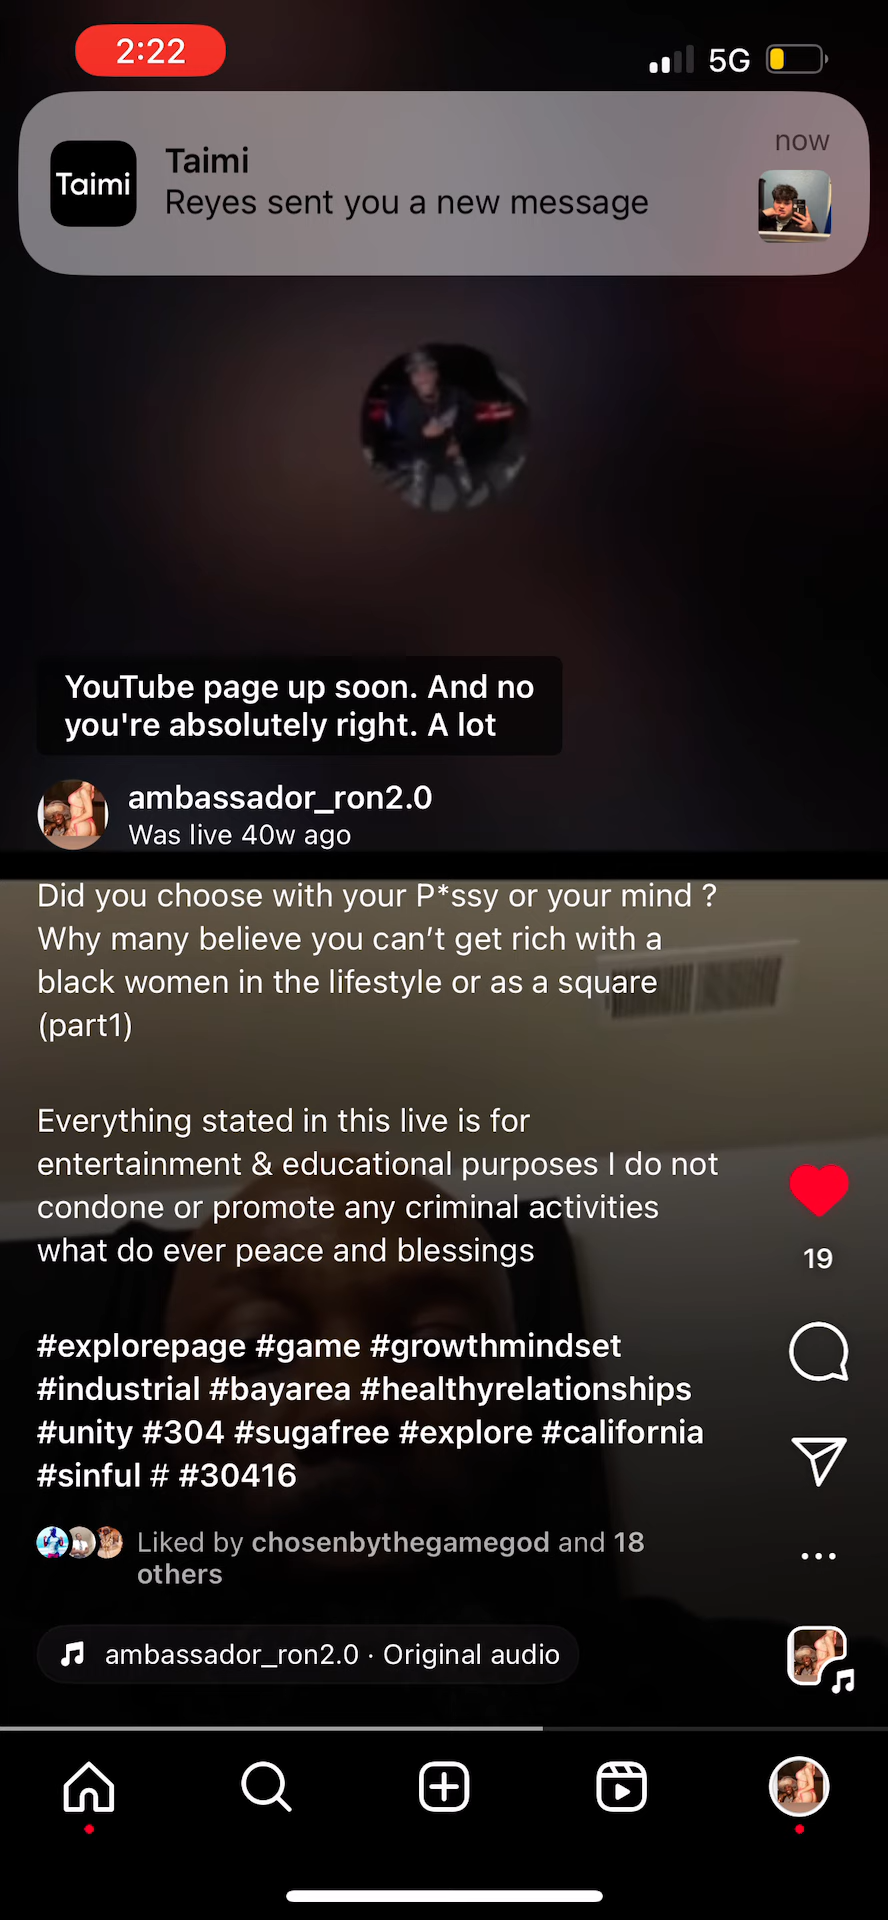 2:22
5G
now
Taimi
Taimi
Reyes sent you a new message
YouTube page up soon. And no
you're absolutely right. A lot
ambassador_ron2.0
Was live 40w ago
Did you choose with your P*ssy or your mind ?
Why many believe you can’t get rich with a
black women in the lifestyle or as a square
(part1)
Everything stated in this live is for
entertainment & educational purposes I do not
condone or promote any criminal activities
what do ever peace and blessings
#explorepage #game #growthmindset
#industrial #bayarea #healthyrelationships
#unity #304 #sugafree #explore #california
#sinful # #30416
19
Liked by chosenbythegamegod and 18
others
ambassador_ron2.0 · Original audio